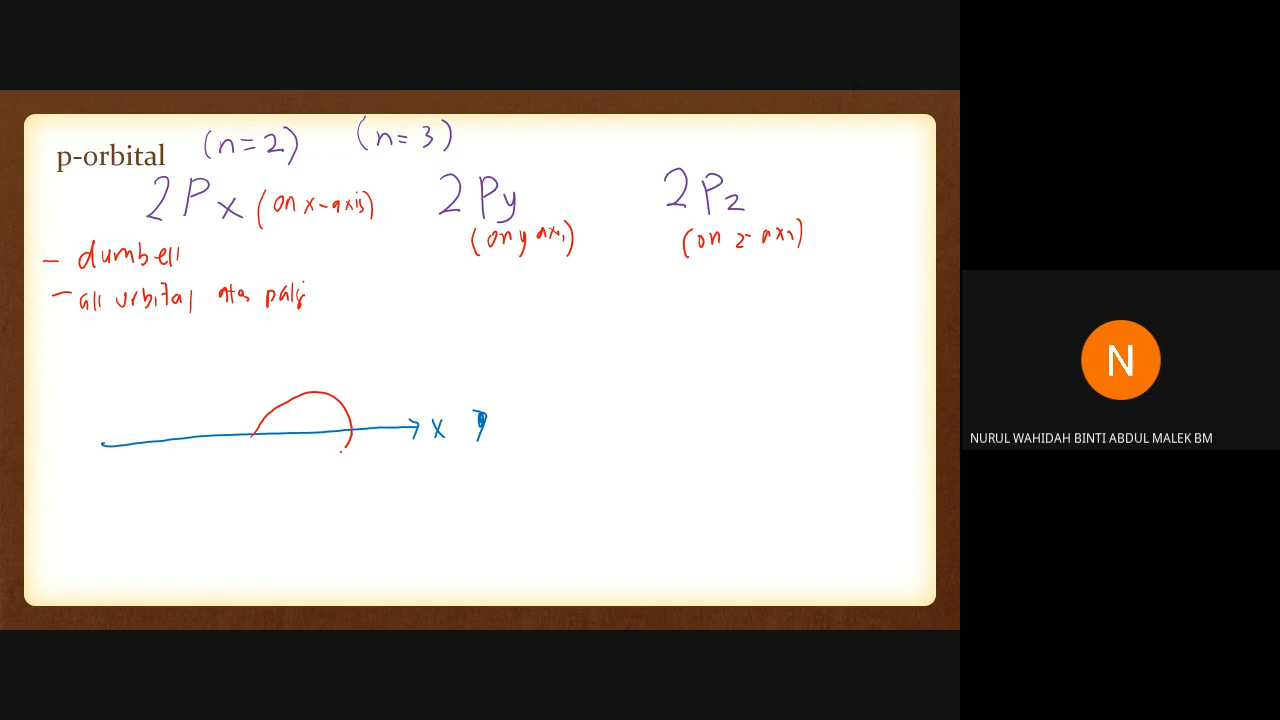 (n=2) (n=3)
p-orbital
2Px (on x-axis) 2Py 2Pz
(on y axis) (on z-axis)
- dumbell
- all orbital atas
x
N
NURUL WAHIDAH BINTI ABDUL MALEK BM